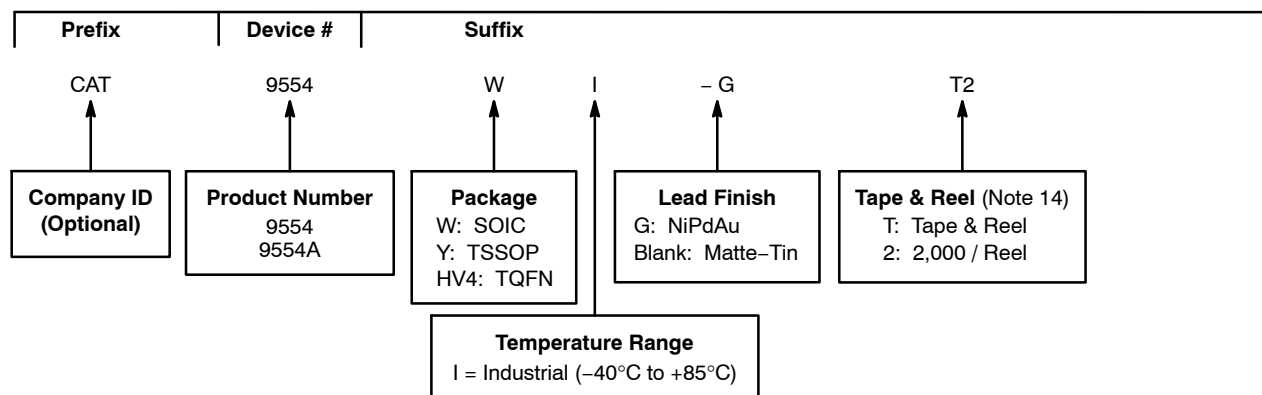 Prefix Device # Suffix
CAT 9554 W I – G T2
Company ID
(Optional)
Product Number
9554
9554A
Package
W: SOIC
Y: TSSOP
HV4: TQFN
Lead Finish
G: NiPdAu
Blank: Matte−Tin
Tape & Reel (Note 14)
T: Tape & Reel
2: 2,000 / Reel
Temperature Range
I = Industrial (−40°C to +85°C)